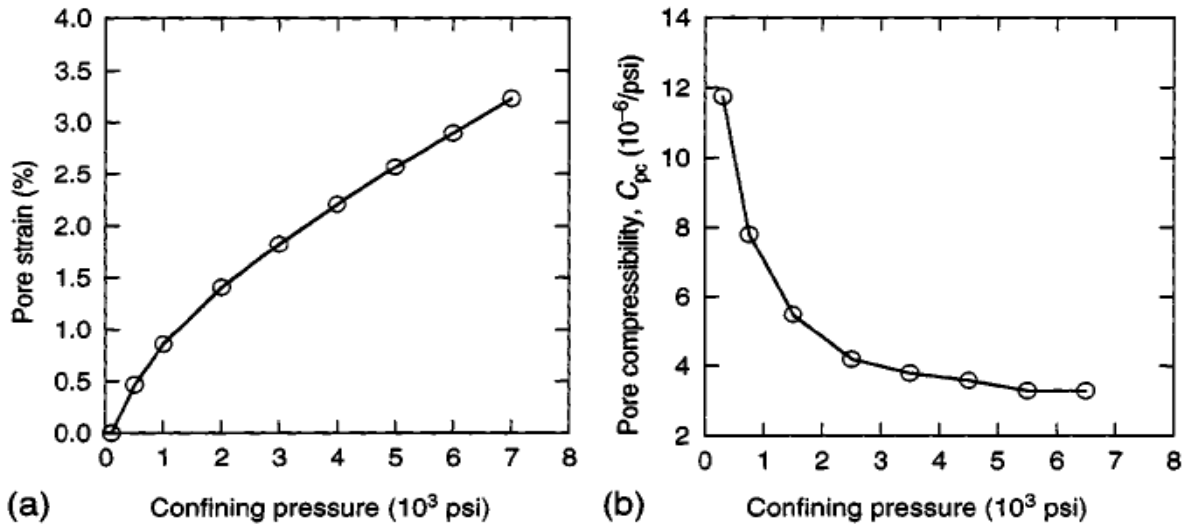 4.0
3.5
3.0
2.5
2.0
1.5
1.0
0.5
0.0
Pore strain (%)
0 1 2 3 4 5 6 7 8
(a) Confining pressure (10³ psi)
14
12
10
8
6
4
2
Pore compressibility, C_pc (10⁻⁶/psi)
0 1 2 3 4 5 6 7 8
(b) Confining pressure (10³ psi)